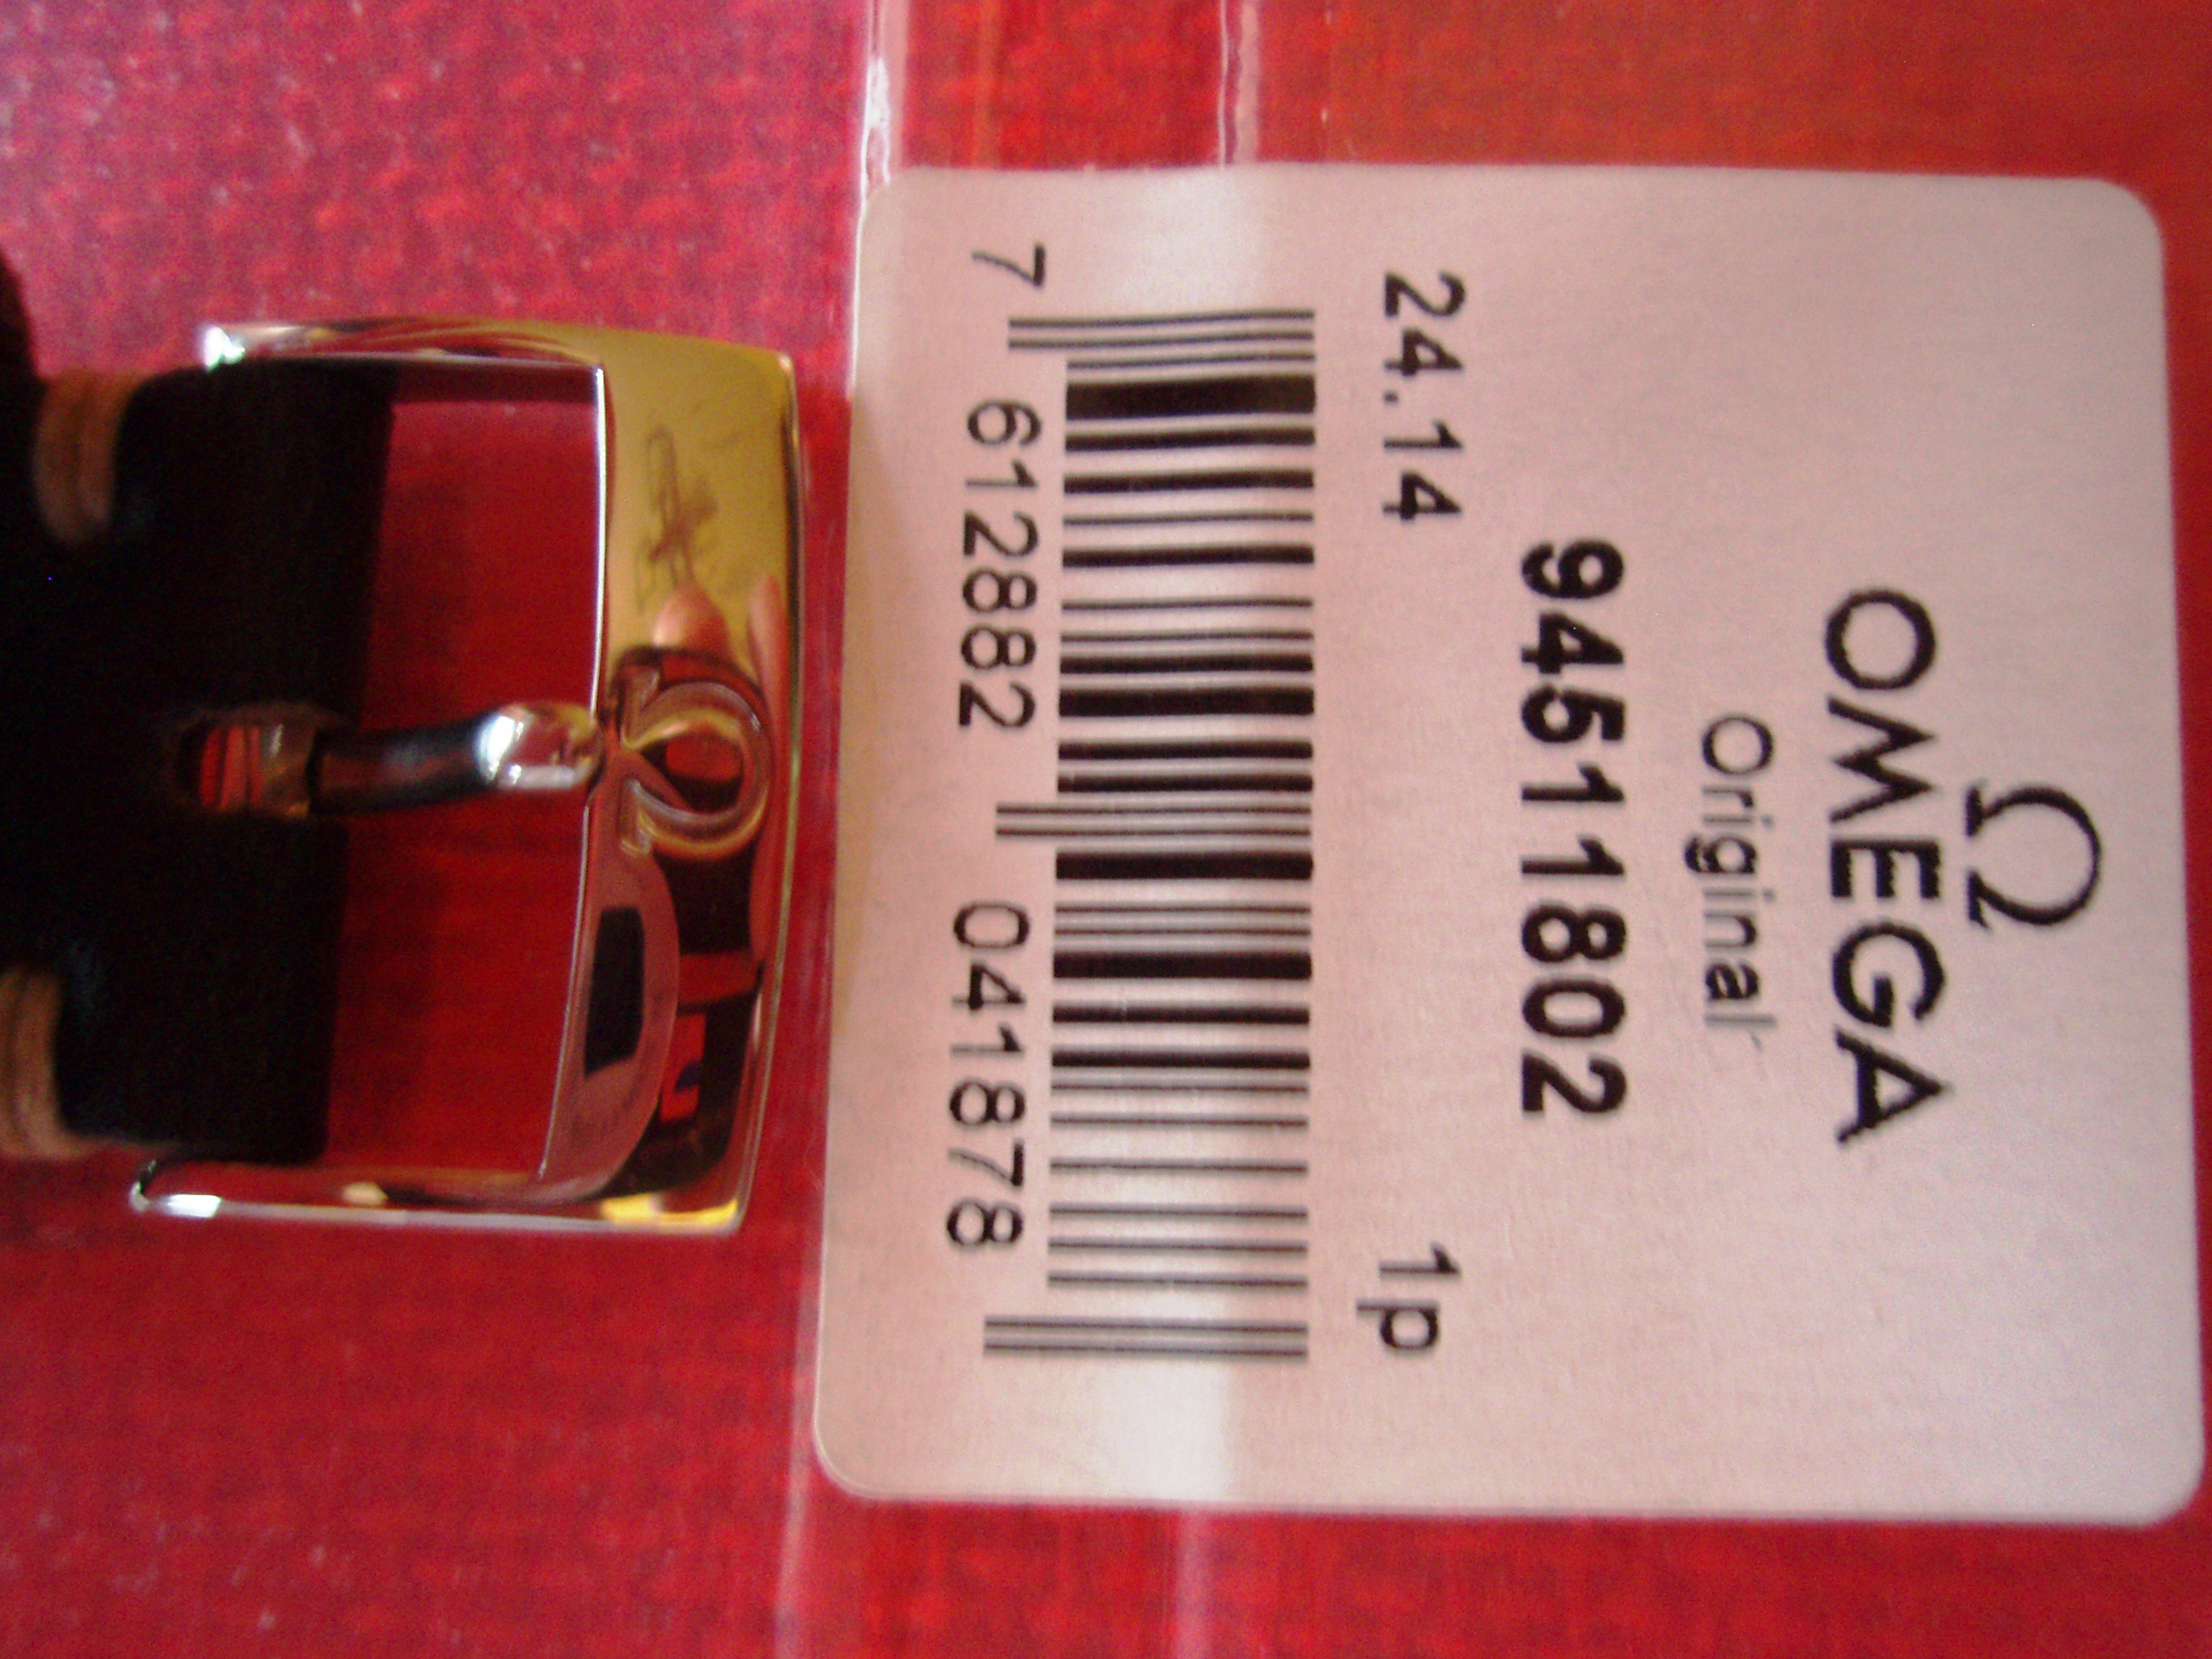 Ω
OMEGA
Original
94511802
24.14 1p
7 612882 041878